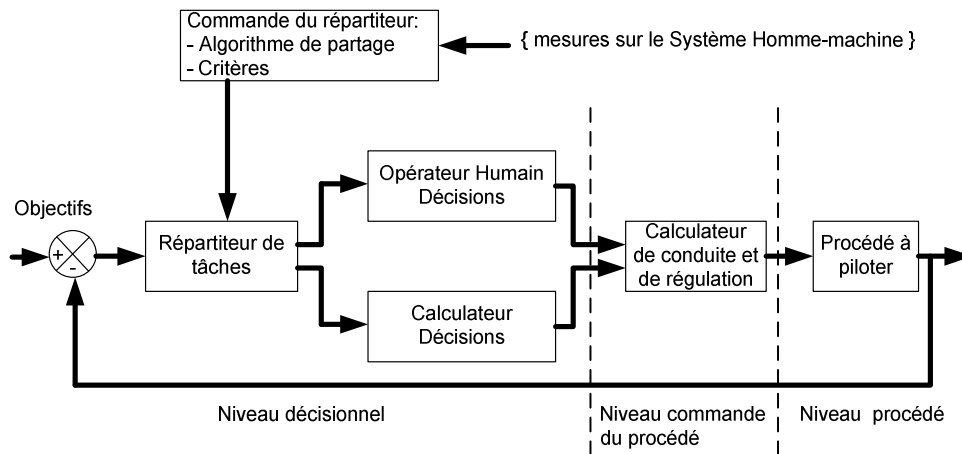 Commande du répartiteur:
- Algorithme de partage
- Critères
{ mesures sur le Système Homme-machine }
Opérateur Humain
Décisions
Objectifs
+
-
Répartiteur de
tâches
Calculateur
de conduite et
de régulation
Procédé à
piloter
Calculateur
Décisions
Niveau décisionnel
Niveau commande
du procédé
Niveau procédé